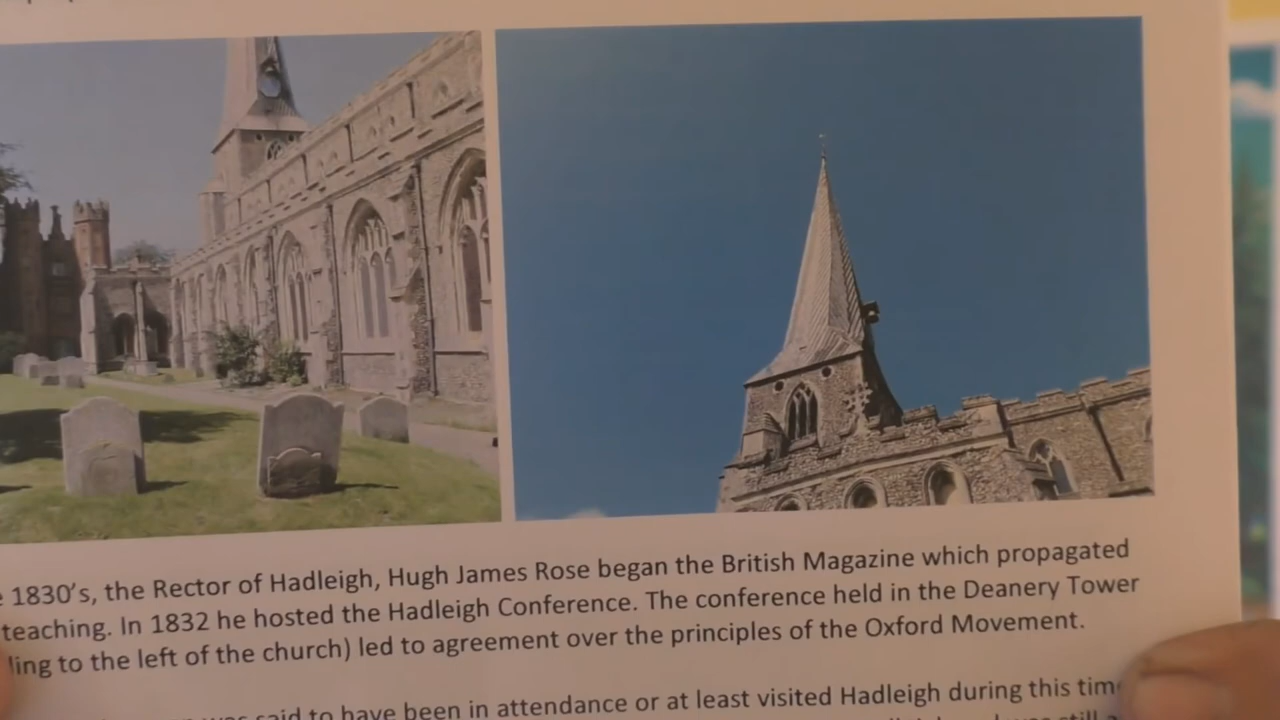 1830's, the Rector of Hadleigh, Hugh James Rose began the British Magazine which propagated
teaching. In 1832 he hosted the Hadleigh Conference. The conference held in the Deanery Tower
ling to the left of the church) led to agreement over the principles of the Oxford Movement.
said to have been in attendance or at least visited Hadleigh during this time